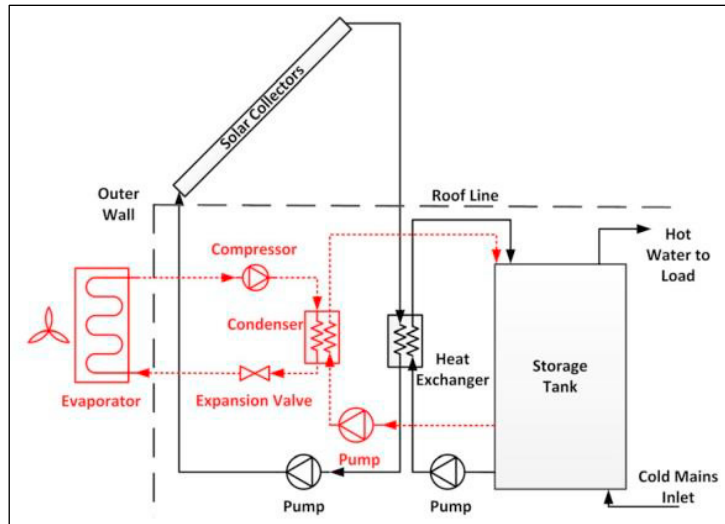 Solar Collectors
Outer
Wall
Roof Line
Compressor
Hot
Water to
Load
Condenser
Heat
Exchanger
Storage
Tank
Evaporator
Expansion Valve
Pump
Cold Mains
Inlet
Pump
Pump